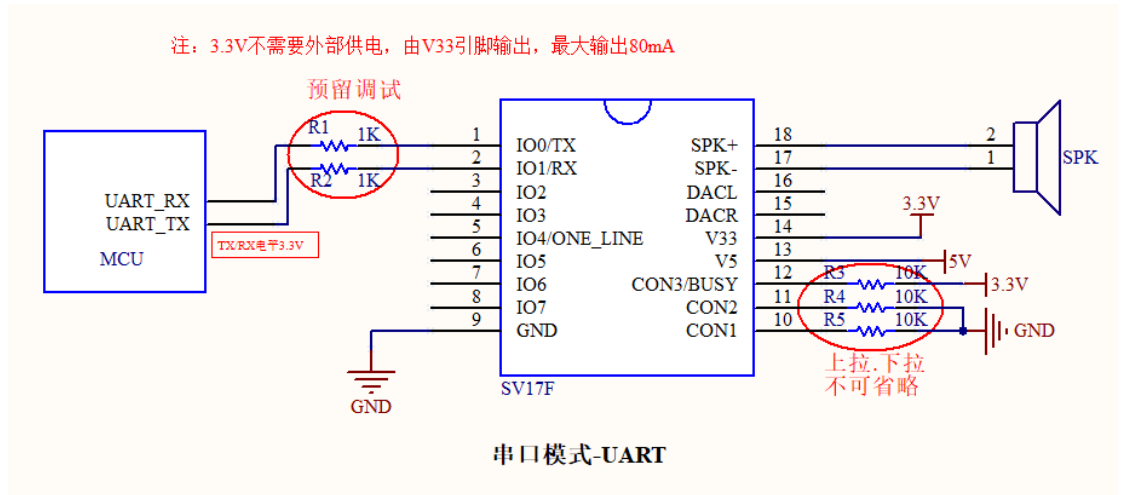 注：3.3V不需要外部供电，由V33引脚输出，最大输出80mA
预留调试
R1 1K
R2 1K
UART_RX
UART_TX
TX/RX电平3.3V
MCU
1 IO0/TX
2 IO1/RX
3 IO2
4 IO3
5 IO4/ONE_LINE
6 IO5
7 IO6
8 IO7
9 GND
GND
SPK+ 18
SPK- 17
DACL 16
DACR 15
V33 14
V5 13
CON3/BUSY 12
CON2 11
CON1 10
SV17F
2
1
SPK
3.3V
5V
R3 10K
3.3V
R4 10K
R5 10K
GND
上拉.下拉
不可省略
串口模式-UART